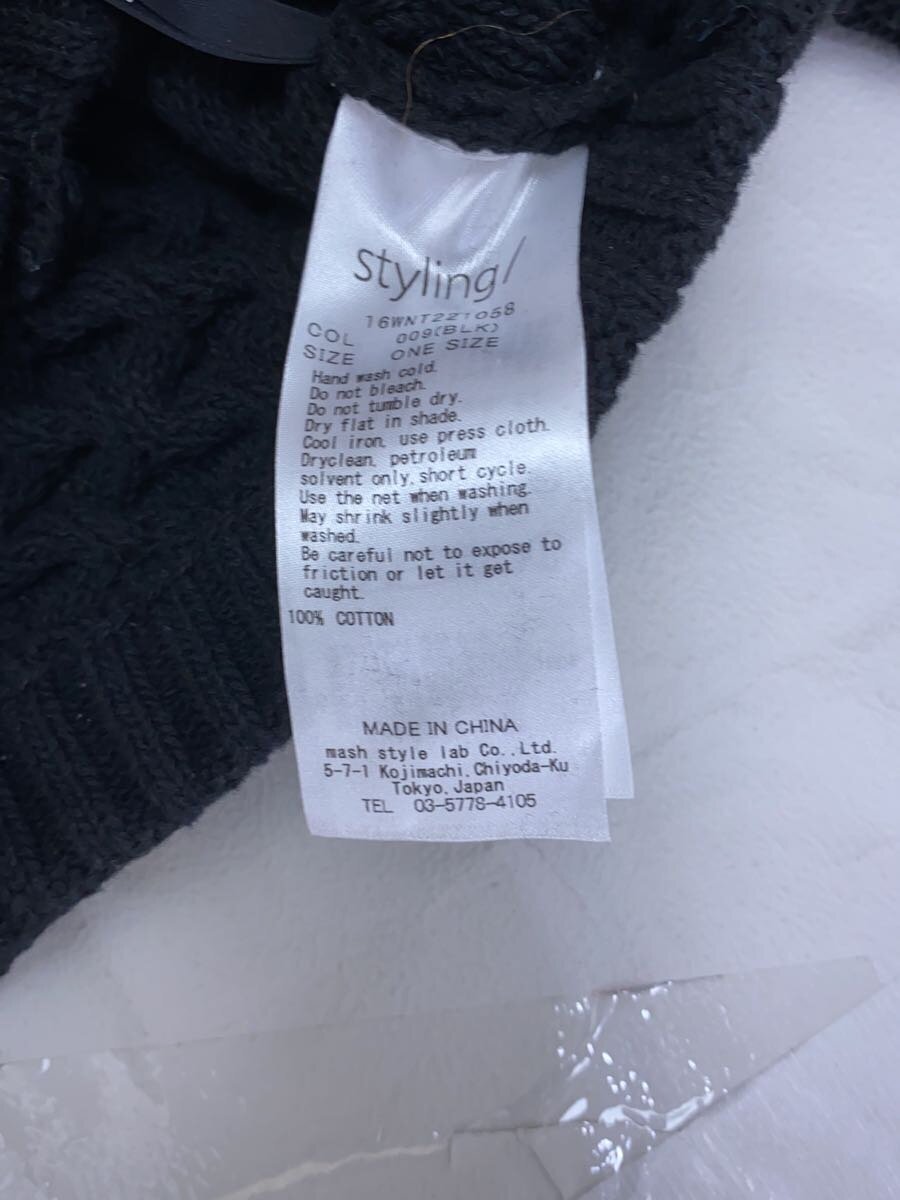 styling/
16WNT221058
COL 009(BLK)
SIZE ONE SIZE
Hand wash cold.
Do not bleach.
Do not tumble dry.
Dry flat in shade.
Cool iron, use press cloth.
Dryclean, petroleum
solvent only, short cycle.
Use the net when washing.
May shrink slightly when
washed.
Be careful not to expose to
friction or let it get
caught.
100% COTTON
MADE IN CHINA
mash style lab Co.,Ltd.
5-7-1 Kojimachi, Chiyoda-Ku
Tokyo, Japan
TEL 03-5778-4105